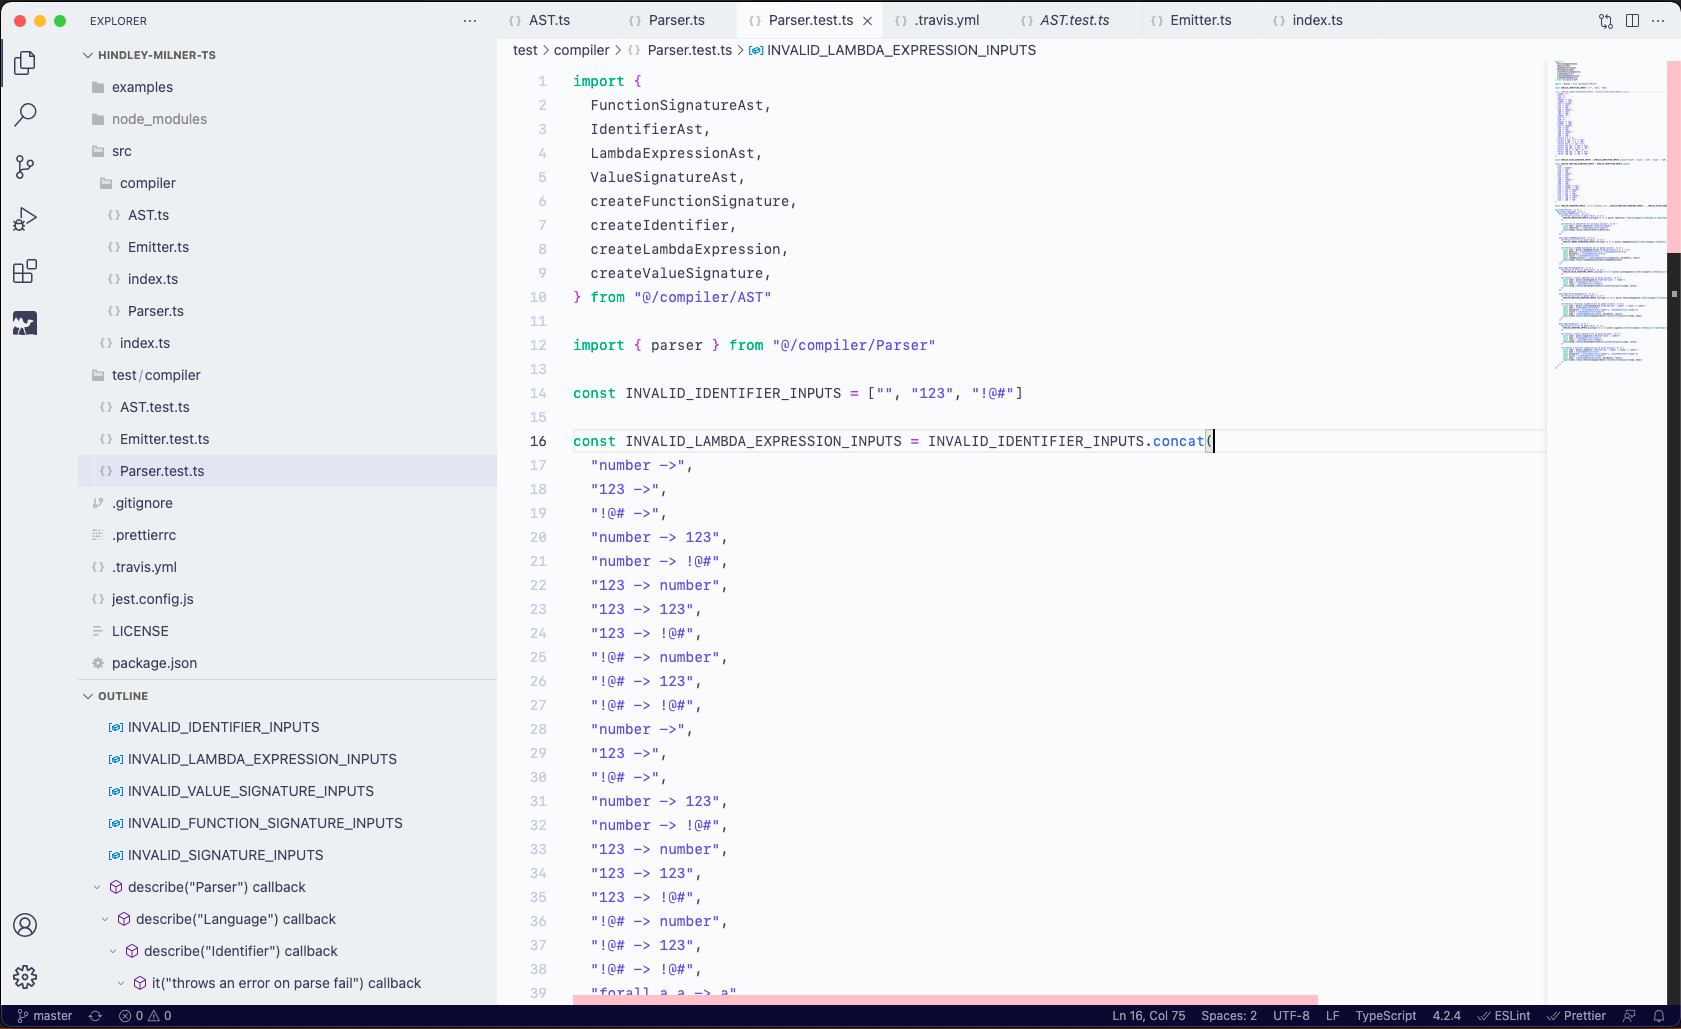 EXPLORER
AST.ts
Parser.ts
Parser.test.ts
.travis.yml
AST.test.ts
Emitter.ts
index.ts
HINDLEY-MILNER-TS
examples
node_modules
src
compiler
AST.ts
Emitter.ts
index.ts
Parser.ts
index.ts
test/compiler
AST.test.ts
Emitter.test.ts
Parser.test.ts
.gitignore
.prettierrc
.travis.yml
jest.config.js
LICENSE
package.json
OUTLINE
INVALID_IDENTIFIER_INPUTS
INVALID_LAMBDA_EXPRESSION_INPUTS
INVALID_VALUE_SIGNATURE_INPUTS
INVALID_FUNCTION_SIGNATURE_INPUTS
INVALID_SIGNATURE_INPUTS
describe("Parser") callback
describe("Language") callback
describe("Identifier") callback
it("throws an error on parse fail") callback
test > compiler > {} Parser.test.ts > INVALID_LAMBDA_EXPRESSION_INPUTS
1 import {
2 FunctionSignatureAst,
3 IdentifierAst,
4 LambdaExpressionAst,
5 ValueSignatureAst,
6 createFunctionSignature,
7 createIdentifier,
8 createLambdaExpression,
9 createValueSignature,
10 } from "@/compiler/AST"
11
12 import { parser } from "@/compiler/Parser"
13
14 const INVALID_IDENTIFIER_INPUTS = ["", "123", "!@#"]
15
16 const INVALID_LAMBDA_EXPRESSION_INPUTS = INVALID_IDENTIFIER_INPUTS.concat(
17 "number ->",
18 "123 ->",
19 "!@# ->",
20 "number -> 123",
21 "number -> !@#",
22 "123 -> number",
23 "123 -> 123",
24 "123 -> !@#",
25 "!@# -> number",
26 "!@# -> 123",
27 "!@# -> !@#",
28 "number ->",
29 "123 ->",
30 "!@# ->",
31 "number -> 123",
32 "number -> !@#",
33 "123 -> number",
34 "123 -> 123",
35 "123 -> !@#",
36 "!@# -> number",
37 "!@# -> 123",
38 "!@# -> !@#",
39 "forall a a -> a"
master
0
0
Ln 16, Col 75
Spaces: 2
UTF-8
LF
TypeScript
4.2.4
ESLint
Prettier